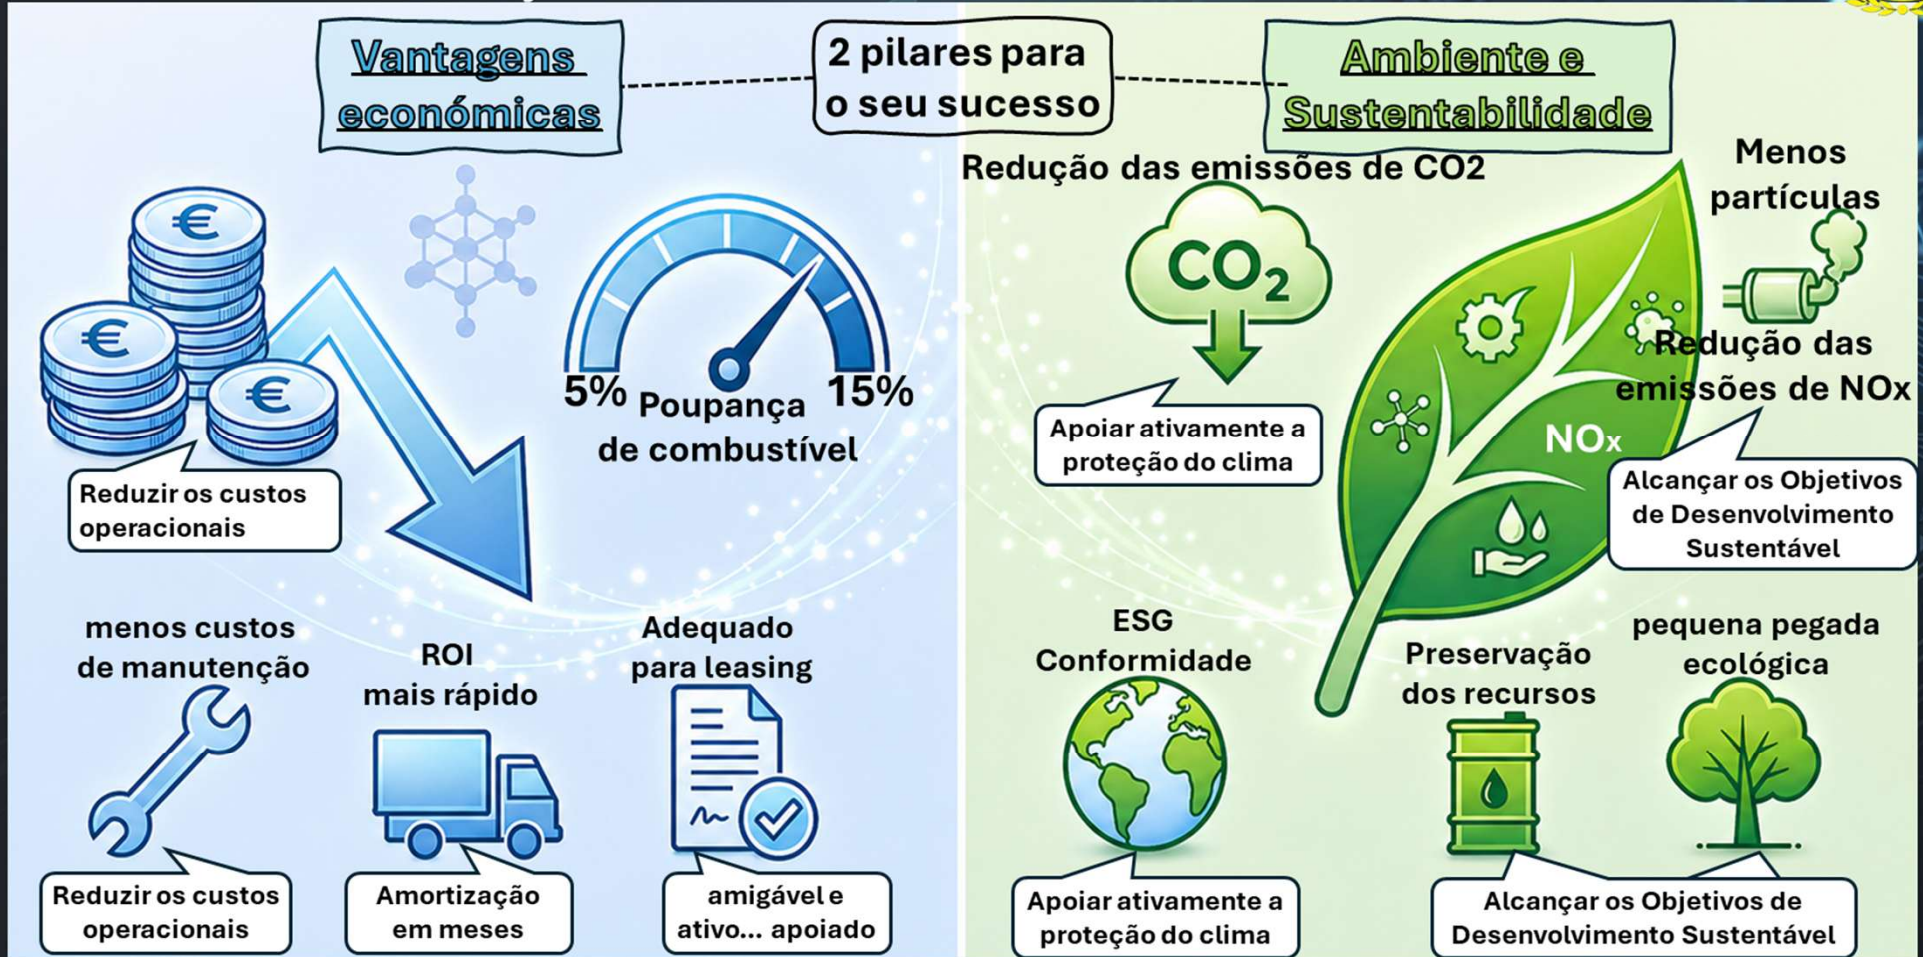 Vantagens
económicas
2 pilares para
o seu sucesso
Ambiente e
Sustentabilidade
€
€
€
5%
15%
Poupança
de combustível
Reduzir os custos
operacionais
menos custos
de manutenção
Reduzir os custos
operacionais
ROI
mais rápido
Amortização
em meses
Adequado
para leasing
amigável e
ativo... apoiado
Redução das emissões de CO2
CO₂
Apoiar ativamente a
proteção do clima
Menos
partículas
Redução das
emissões de NOx
NOx
Alcançar os Objetivos
de Desenvolvimento
Sustentável
ESG
Conformidade
Apoiar ativamente a
proteção do clima
Preservação
dos recursos
pequena pegada
ecológica
Alcançar os Objetivos de
Desenvolvimento Sustentável